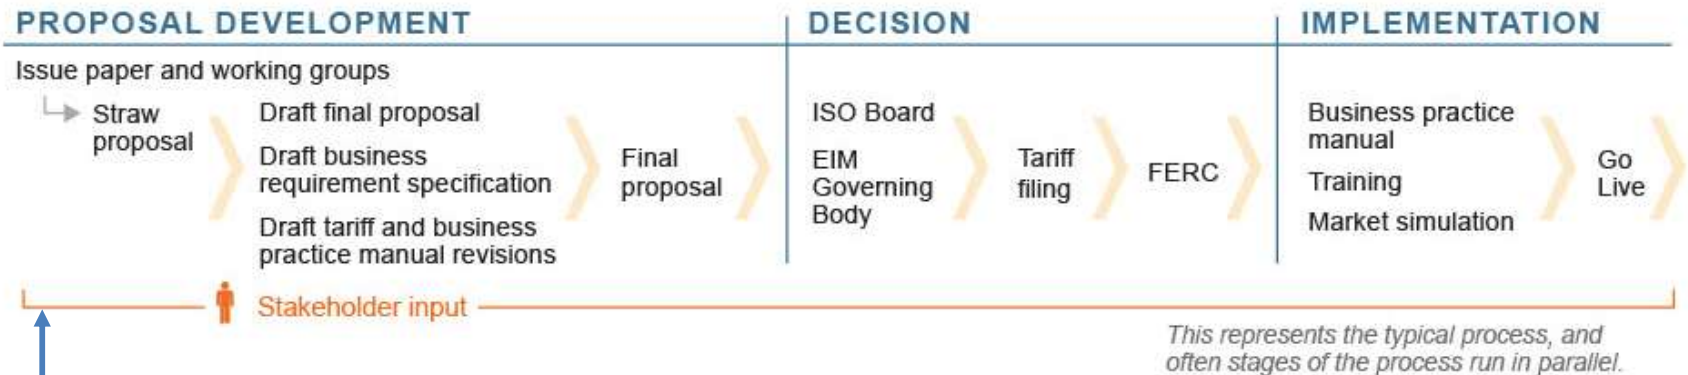 PROPOSAL DEVELOPMENT
DECISION
IMPLEMENTATION
Issue paper and working groups
Straw
proposal
Draft final proposal
Draft business
requirement specification
Draft tariff and business
practice manual revisions
Final
proposal
ISO Board
EIM
Governing
Body
Tariff
filing
FERC
Business practice
manual
Training
Market simulation
Go
Live
Stakeholder input
This represents the typical process, and
often stages of the process run in parallel.